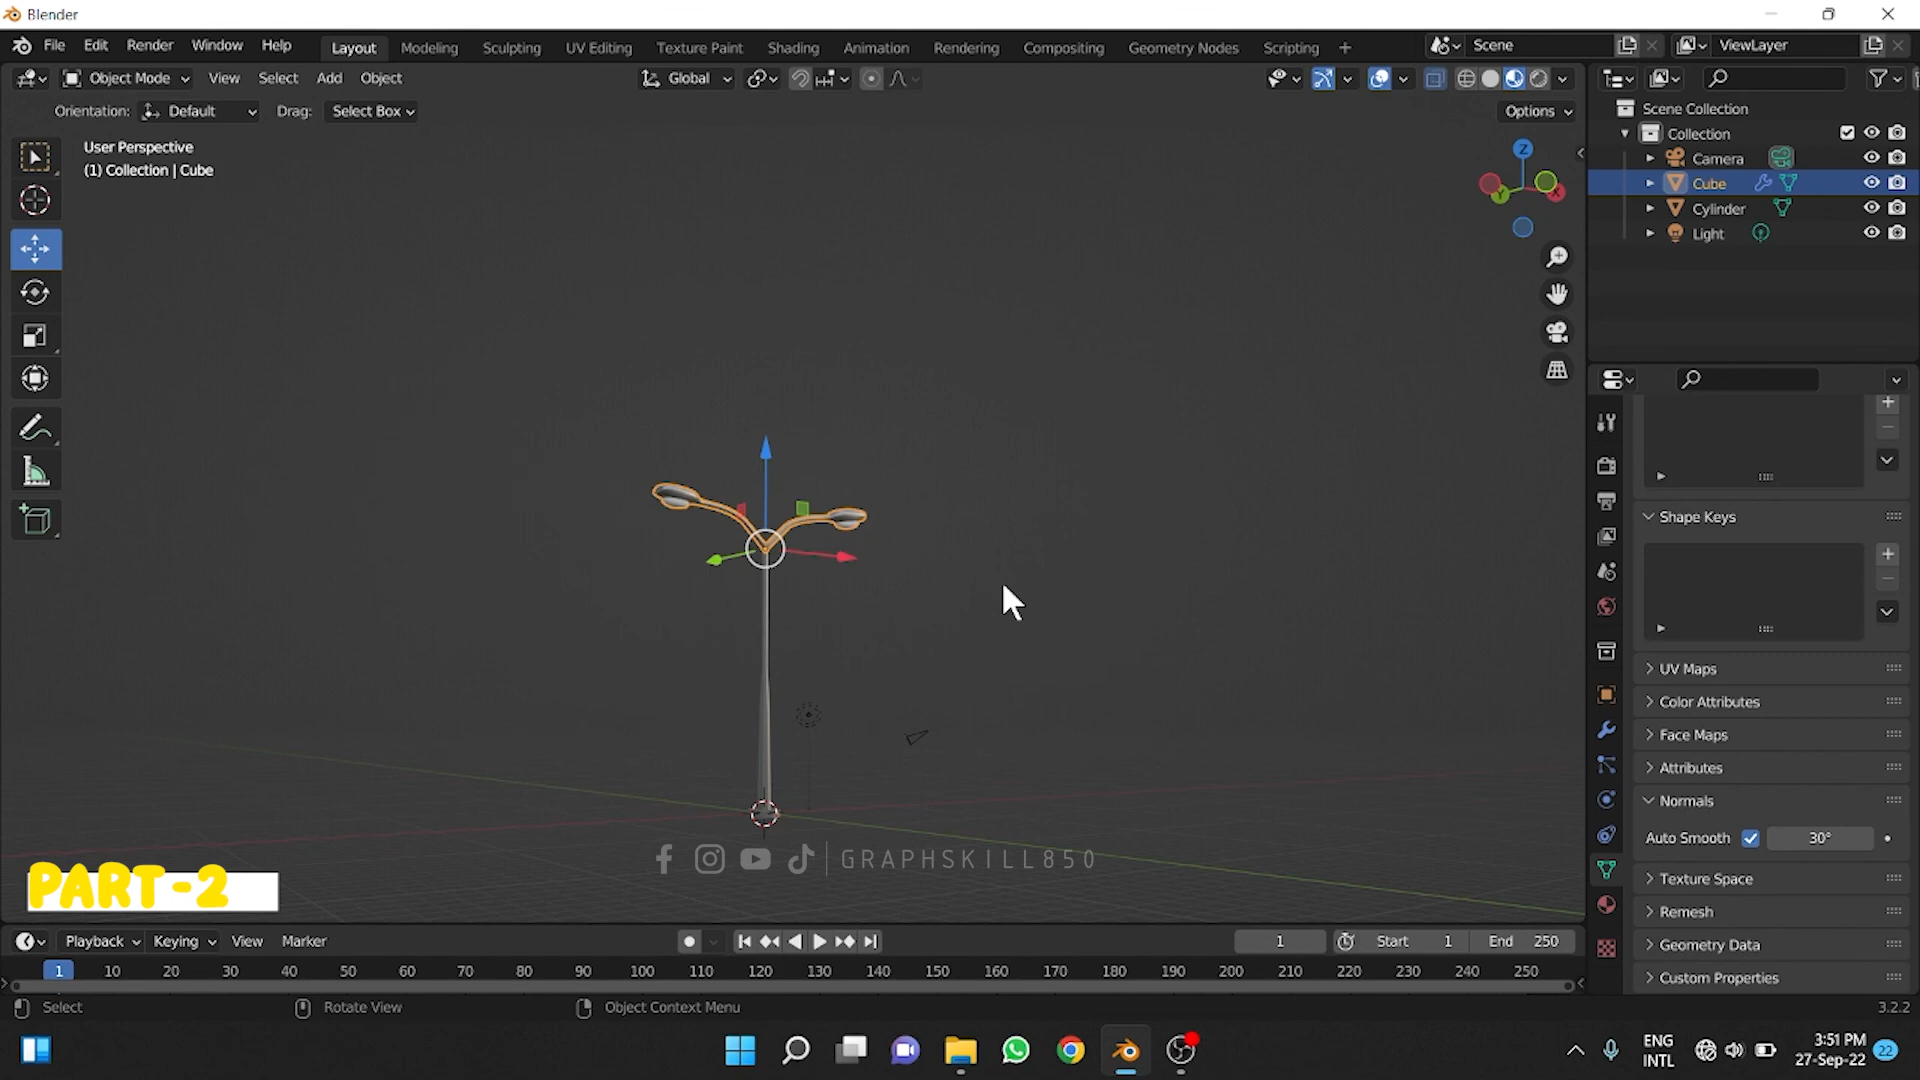 Blender
File Edit Render Window Help
Layout Modeling Sculpting UV Editing Texture Paint Shading Animation Rendering Compositing Geometry Nodes Scripting +
Scene
ViewLayer
Object Mode View Select Add Object
Global
Orientation: Default Drag: Select Box
Options
User Perspective
(1) Collection | Cube
Z
Y
X
Scene Collection
Collection
Camera
Cube
Cylinder
Light
Shape Keys
UV Maps
Color Attributes
Face Maps
Attributes
Normals
Auto Smooth 30°
Texture Space
Remesh
Geometry Data
Custom Properties
GRAPHSKILL850
PART-2
Playback Keying View Marker
1 Start 1 End 250
1 10 20 30 40 50 60 70 80 90 100 110 120 130 140 150 160 170 180 190 200 210 220 230 240 250
Select Rotate View Object Context Menu
3.2.2
ENG
INTL
3:51 PM
27-Sep-22
22